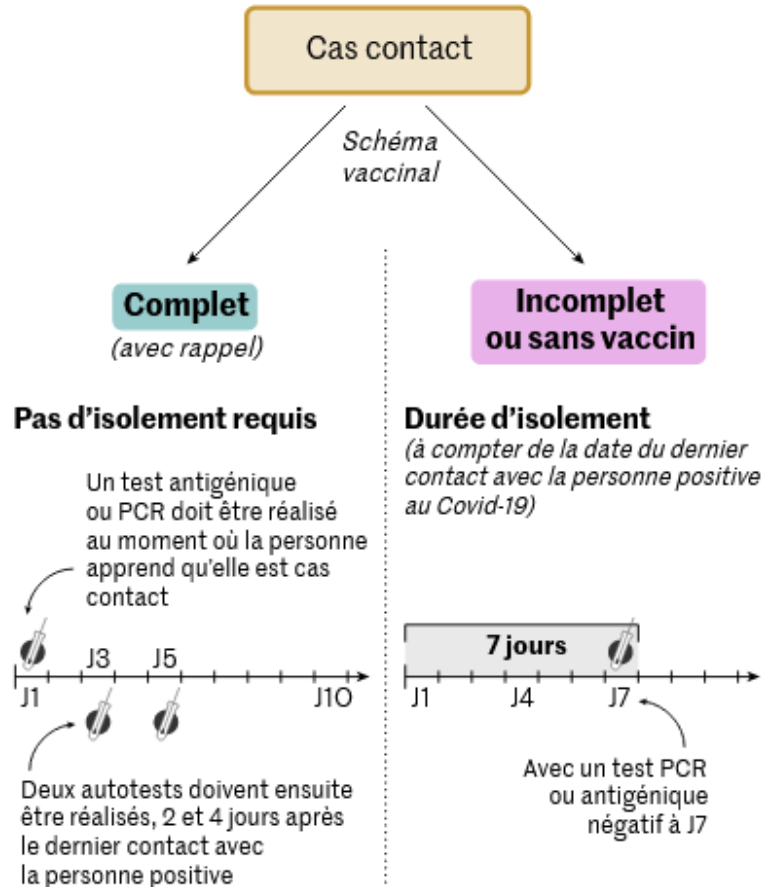 Cas contact
Schéma
vaccinal
Complet
(avec rappel)
Pas d'isolement requis
Un test antigénique
ou PCR doit être réalisé
au moment où la personne
apprend qu'elle est cas
contact
J3
J5
J1
J10
Deux autotests doivent ensuite
être réalisés, 2 et 4 jours après
le dernier contact avec
la personne positive
Incomplet
ou sans vaccin
Durée d'isolement
(à compter de la date du dernier
contact avec la personne positive
au Covid-19)
7 jours
J1
J4
J7
Avec un test PCR
ou antigénique
négatif à J7